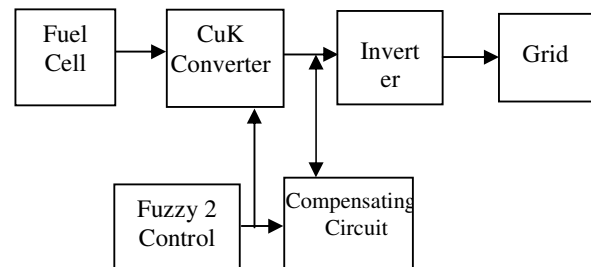 Fuel
Cell
CuK
Converter
Invert
er
Grid
Fuzzy 2
Control
Compensating
Circuit